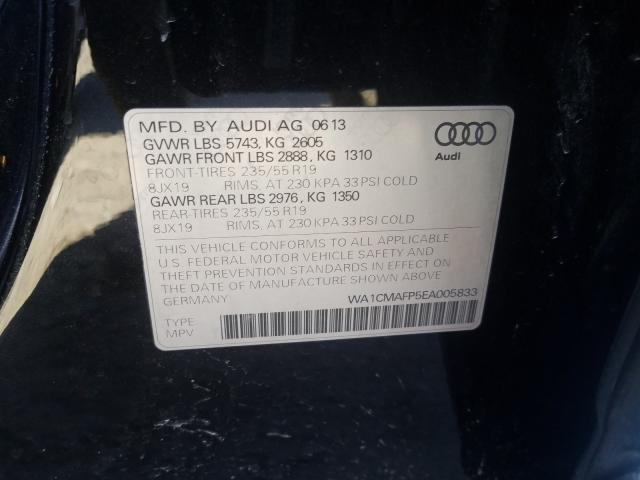 MFD. BY AUDI AG 06 13
GVWR LBS 5743, KG 2605
GAWR FRONT LBS 2888, KG 1310
FRONT-TIRES 235/55 R19
8JX19 RIMS, AT 230 KPA 33 PSI COLD
GAWR REAR LBS 2976, KG 1350
REAR-TIRES 235/55 R19
8JX19 RIMS, AT 230 KPA 33 PSI COLD
Audi
THIS VEHICLE CONFORMS TO ALL APPLICABLE
U.S. FEDERAL MOTOR VEHICLE SAFETY AND
THEFT PREVENTION STANDARDS IN EFFECT ON
THE DATE OF MANUFACTURE SHOWN ABOVE
GERMANY
WA1CMAFP5EA005833
TYPE
MPV